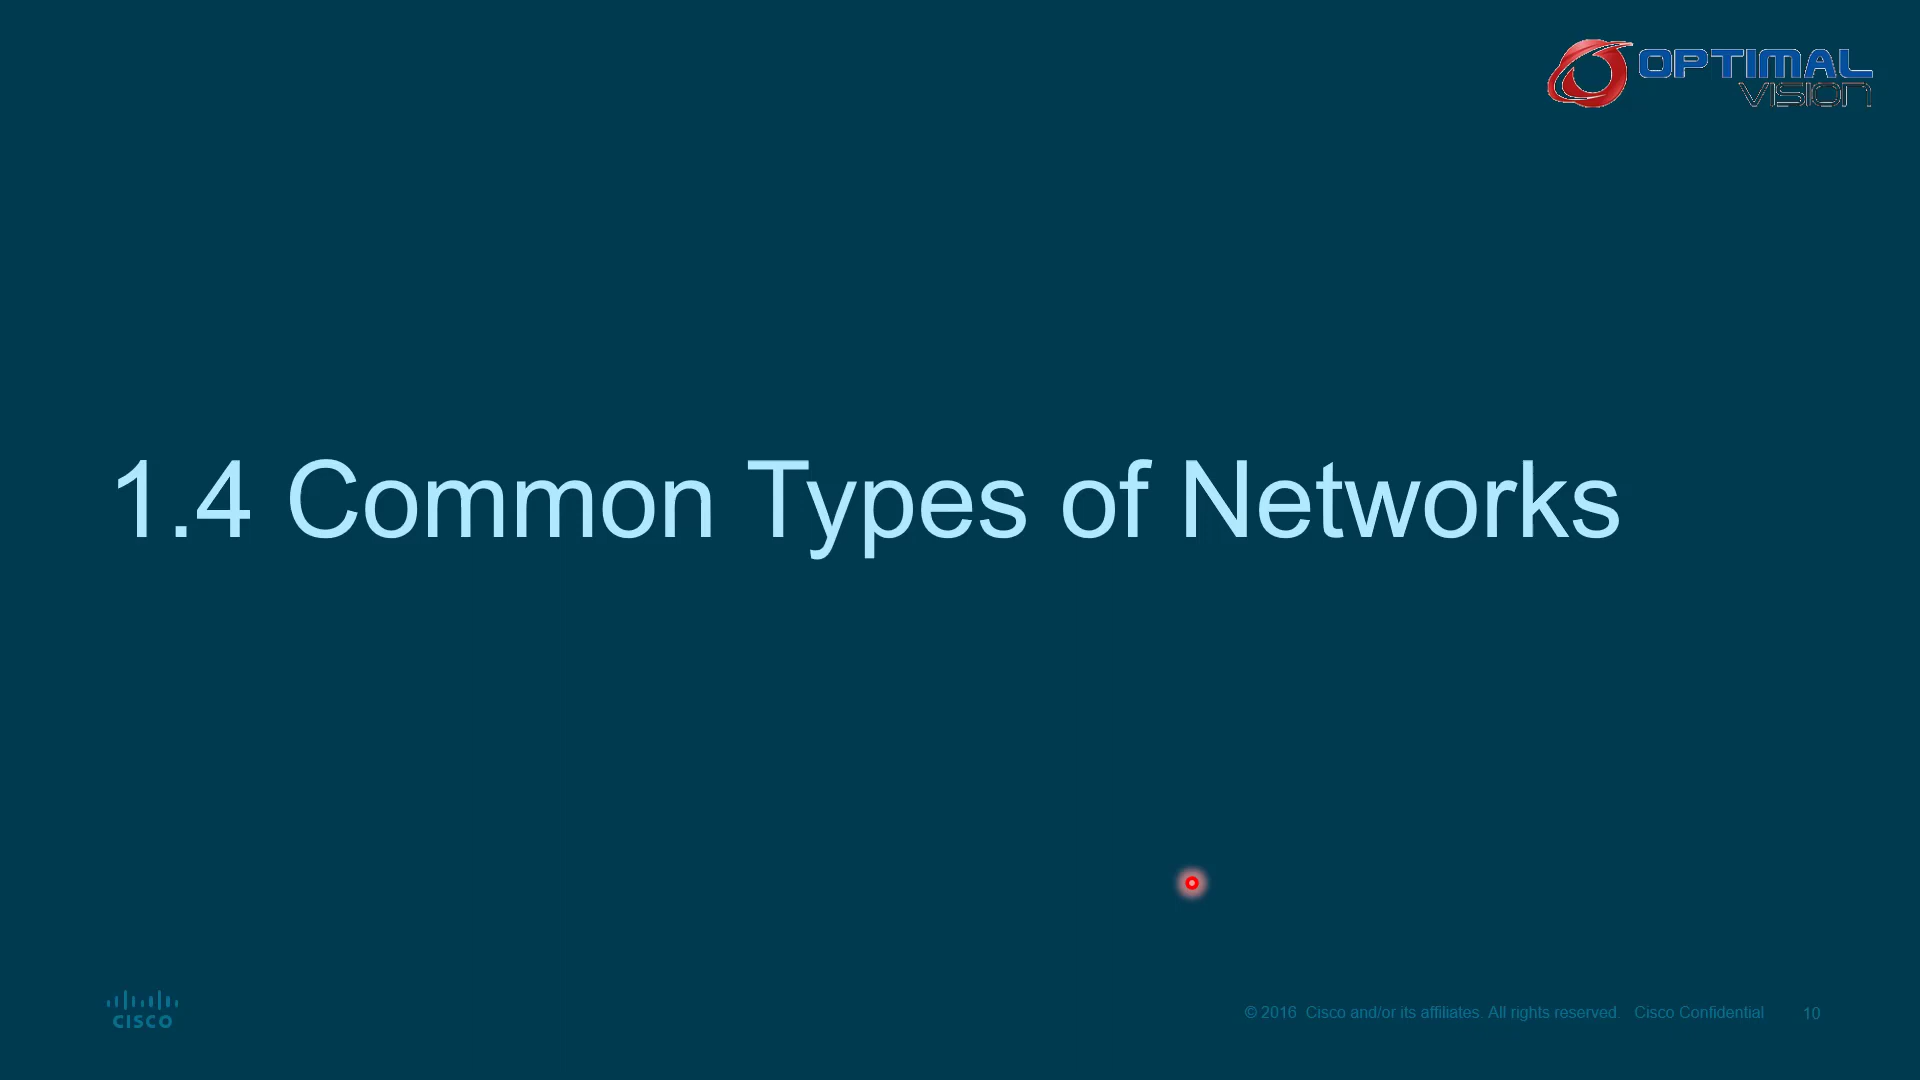 OPTIMAL
VISION
1.4 Common Types of Networks
CISCO
© 2016 Cisco and/or its affiliates. All rights reserved. Cisco Confidential 10